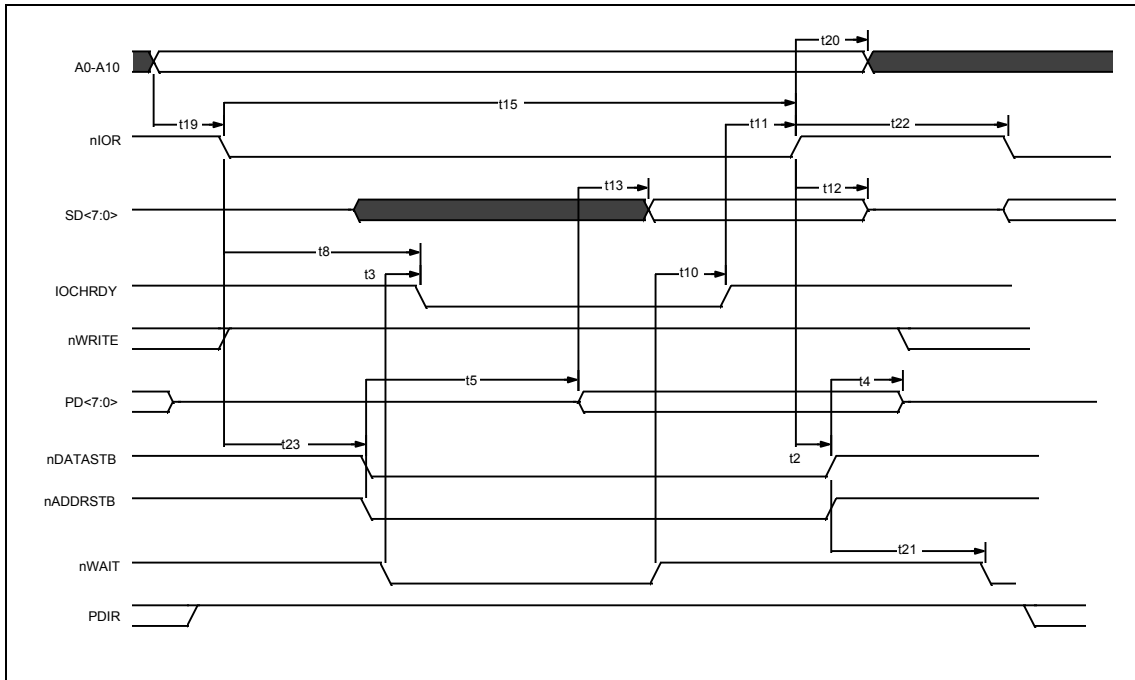 t20
A0-A10
t15
t19
t11
t22
nIOR
t13
t12
SD<7:0>
t8
t3
t10
IOCHRDY
nWRITE
t5
t4
PD<7:0>
t23
t2
nDATASTB
nADDRSTB
t21
nWAIT
PDIR